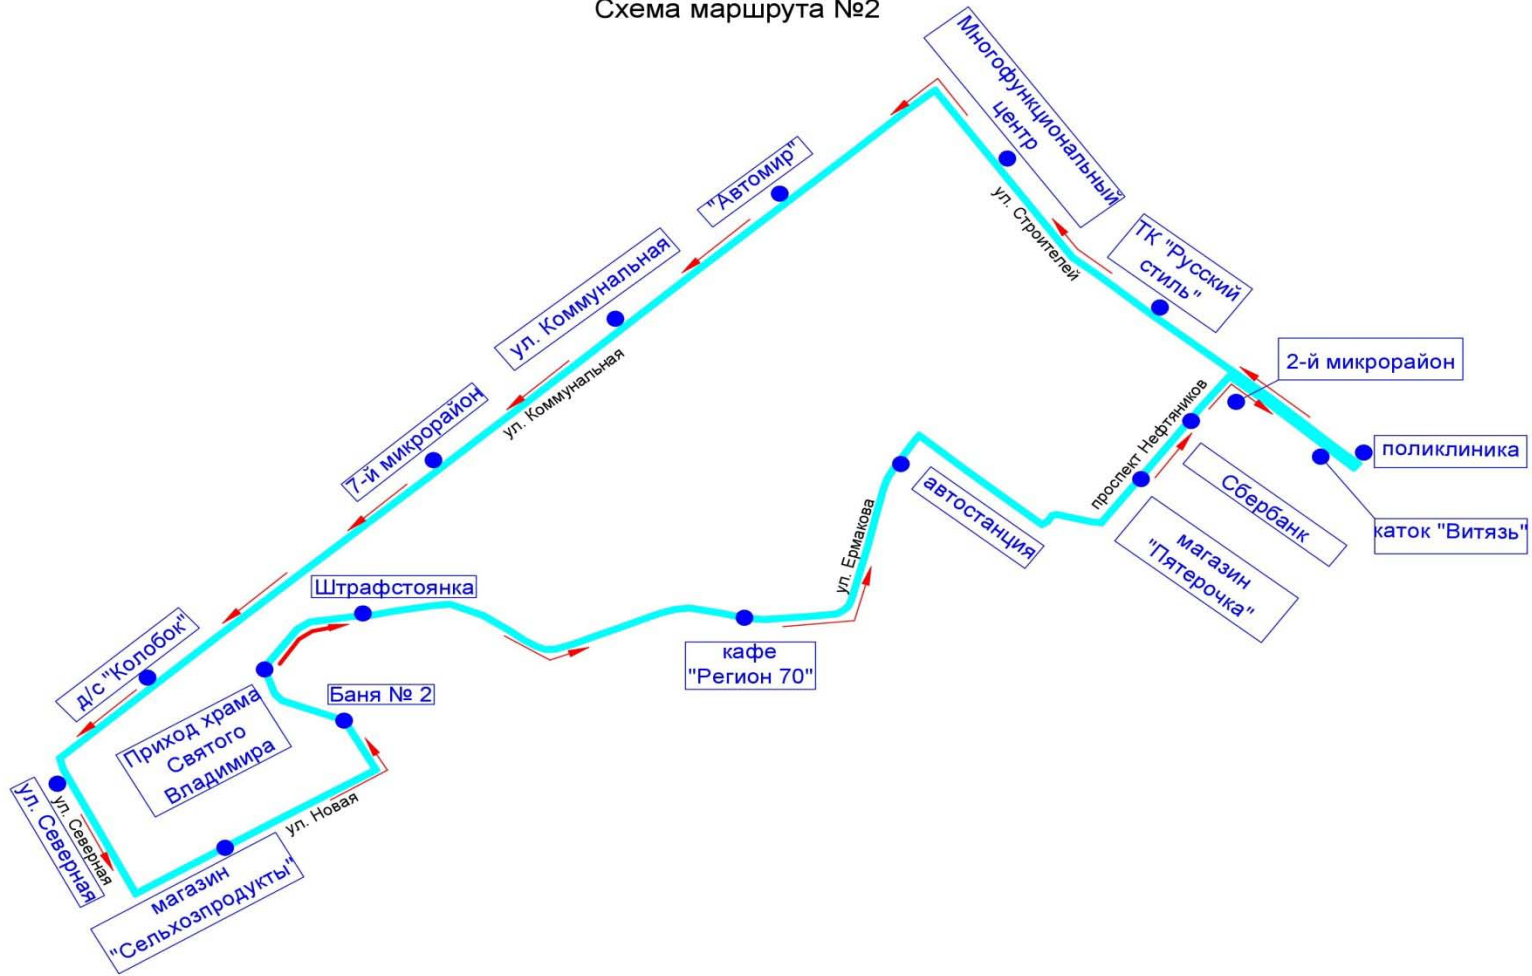 Схема маршрута №2
Многофункциональный
центр
"Автомир"
ул. Строителей
ТК "Русский
стиль"
ул. Коммунальная
ул. Коммунальная
2-й микрорайон
7-й микрорайон
проспект Нефтяников
поликлиника
Сбербанк
каток "Витязь"
автостанция
магазин
"Пятерочка"
ул. Ермакова
Штрафстоянка
кафе
"Регион 70"
д/с "Колобок"
Баня № 2
Приход храма
Святого
Владимира
ул. Северная
ул. Северная
ул. Новая
магазин
"Сельхозпродукты"